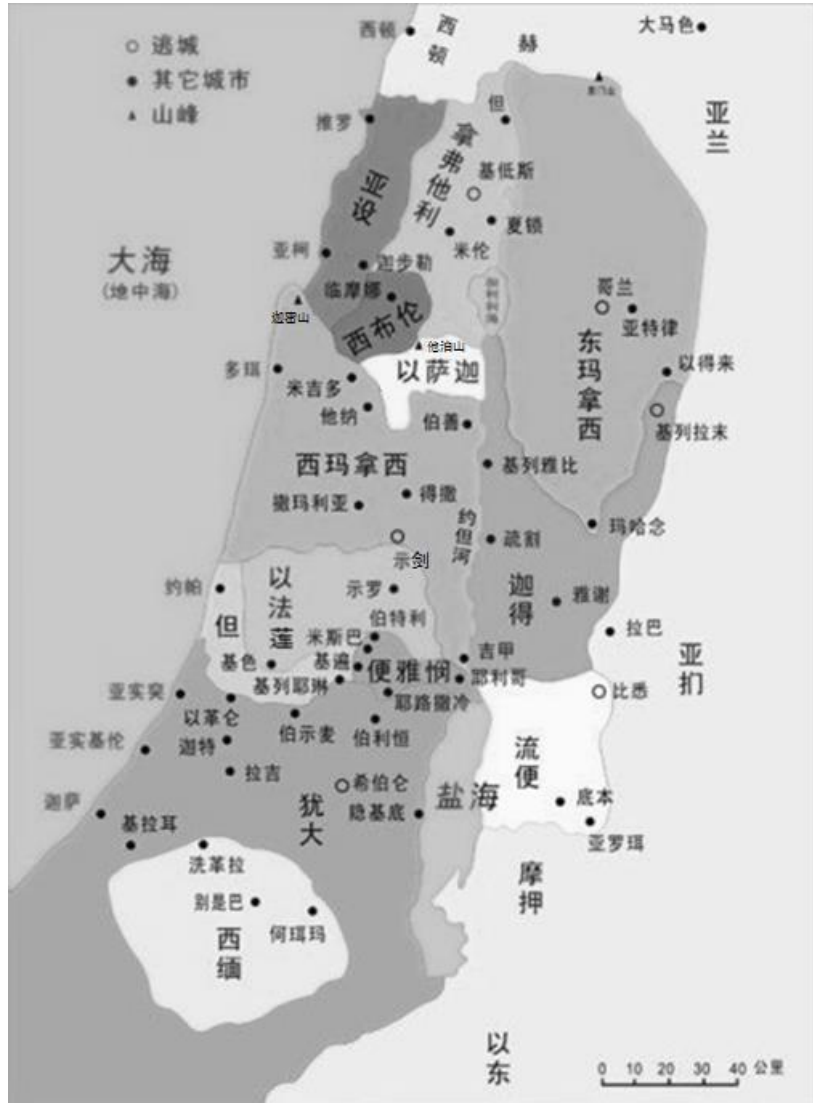 逃城
其它城市
山峰
西顿
西顿
赫
大马色
亚兰
推罗
但
拿弗他利
基低斯
亚设
夏锁
米伦
大海
(地中海)
亚柯
迦步勒
临摩娜
加利利海
哥兰
亚特律
迦密山
西布伦
他泊山
东玛拿西
多珥
米吉多
以萨迦
以得来
他纳
伯善
基列拉末
西玛拿西
基列雅比
撒玛利亚
得撒
约但河
玛哈念
疏割
示剑
约帕
以法莲
示罗
迦得
雅谢
但
伯特利
米斯巴
拉巴
基色
基遍
便雅悯
吉甲
亚扪
基列耶琳
耶利哥
亚实突
耶路撒冷
比悉
以革仑
伯示麦
伯利恒
亚实基伦
迦特
流便
拉吉
希伯仑
盐海
底本
迦萨
基拉耳
犹大
隐基底
亚罗珥
洗革拉
摩押
别是巴
何珥玛
西缅
以东
0 10 20 30 40 公里